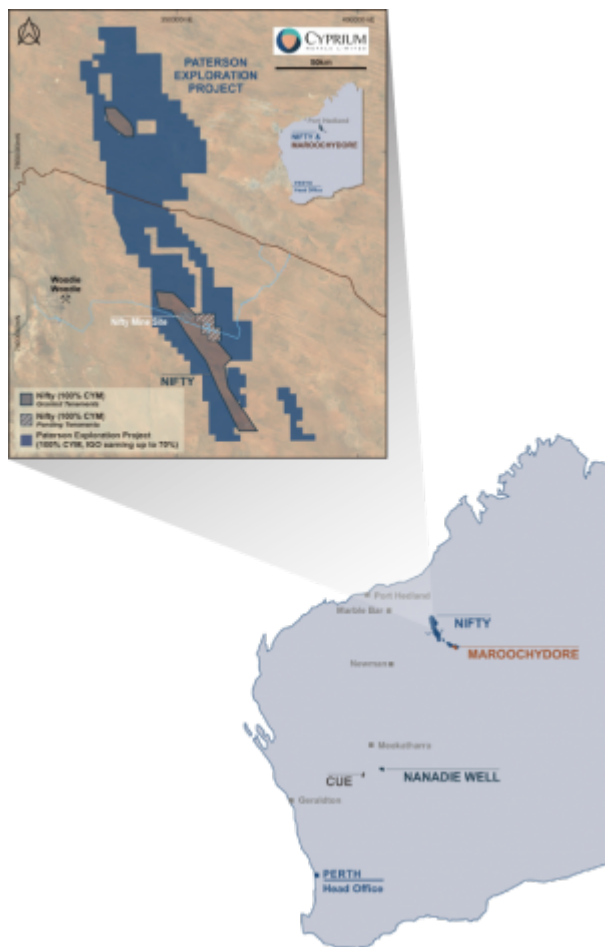 CYPRIUM
METALS LIMITED
50km
PATERSON
EXPLORATION
PROJECT
Port Hedland
NIFTY &
MAROOCHYDORE
PERTH
Head Office
Woodie
Woodie
Nifty Mine Site
NIFTY
Nifty (100% CYM)
Granted Tenements
Nifty (100% CYM)
Pending Tenements
Paterson Exploration Project
(100% CYM, IGO earning up to 70%)
Port Hedland
Marble Bar
NIFTY
MAROOCHYDORE
Newman
Meekatharra
CUE
NANADIE WELL
Geraldton
PERTH
Head Office